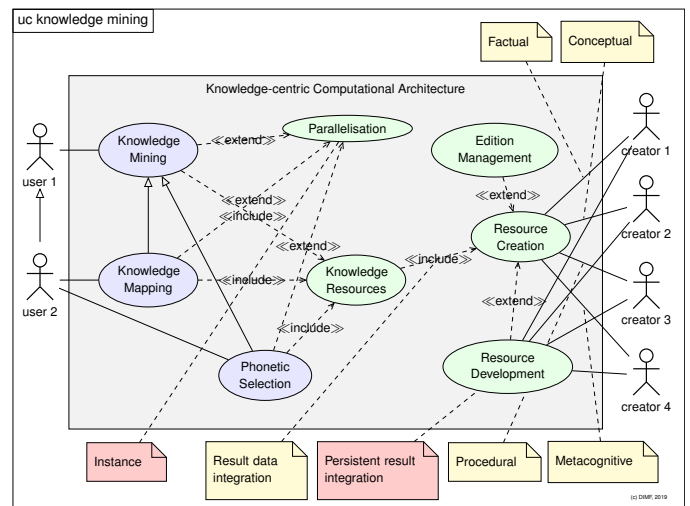 uc knowledge mining
Factual
Conceptual
Knowledge-centric Computational Architecture
Knowledge
Mining
≪extend≫
Parallelisation
Edition
Management
creator 1
user 1
≪extend≫
≪include≫
≪extend≫
Resource
Creation
creator 2
≪extend≫
≪include≫
Knowledge
Mapping
≪include≫
Knowledge
Resources
user 2
≪extend≫
creator 3
≪include≫
Phonetic
Selection
Resource
Development
creator 4
Instance
Result data
integration
Persistent result
integration
Procedural
Metacognitive
(c) DIMF, 2019